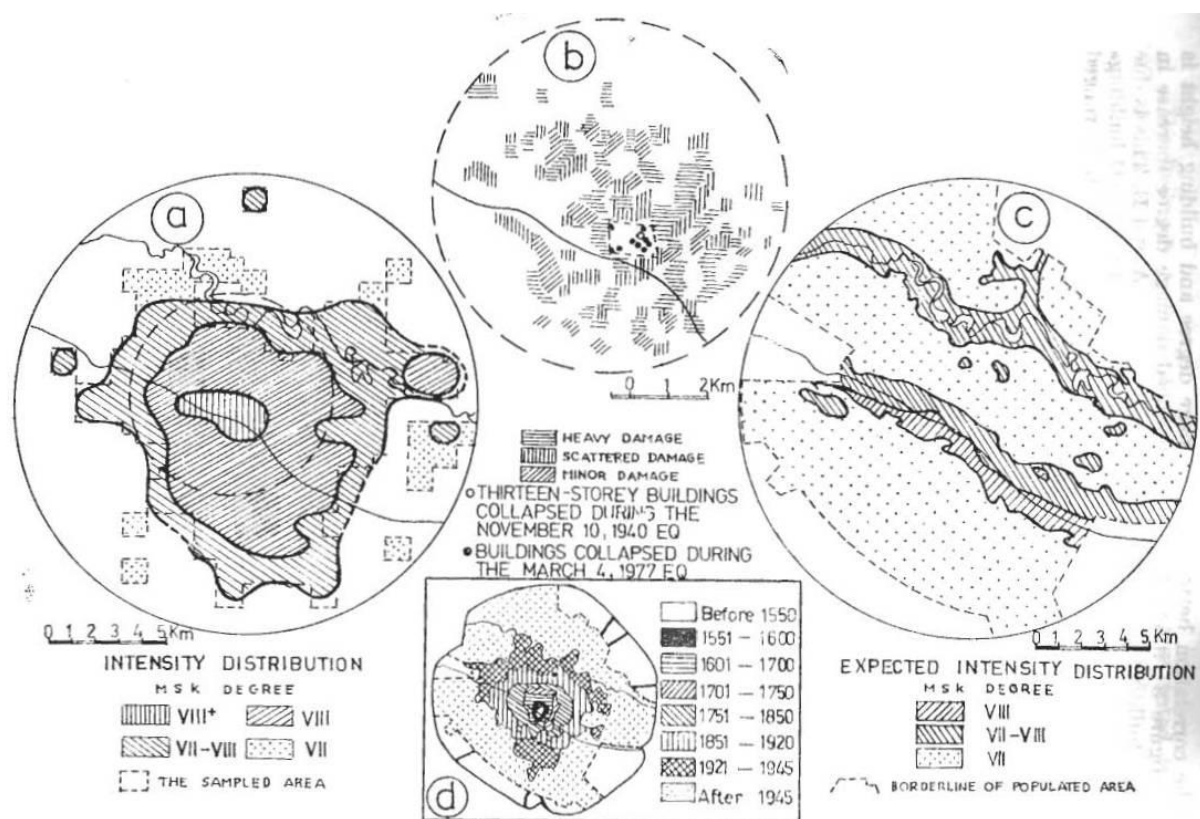 a
b
c
0 1 2 Km
HEAVY DAMAGE
SCATTERED DAMAGE
MINOR DAMAGE
THIRTEEN-STOREY BUILDINGS
COLLAPSED DURING THE
NOVEMBER 10, 1940 EQ
BUILDINGS COLLAPSED DURING
THE MARCH 4, 1977 EQ
0 1 2 3 4 5 Km
INTENSITY DISTRIBUTION
MSK DEGREE
VIII+ VIII
VII-VIII VII
THE SAMPLED AREA
d
Before 1550
1551 - 1600
1601 - 1700
1701 - 1750
1751 - 1850
1851 - 1920
1921 - 1945
After 1945
0 1 2 3 4 5 Km
EXPECTED INTENSITY DISTRIBUTION
MSK DEGREE
VIII
VII-VIII
VII
BORDERLINE OF POPULATED AREA